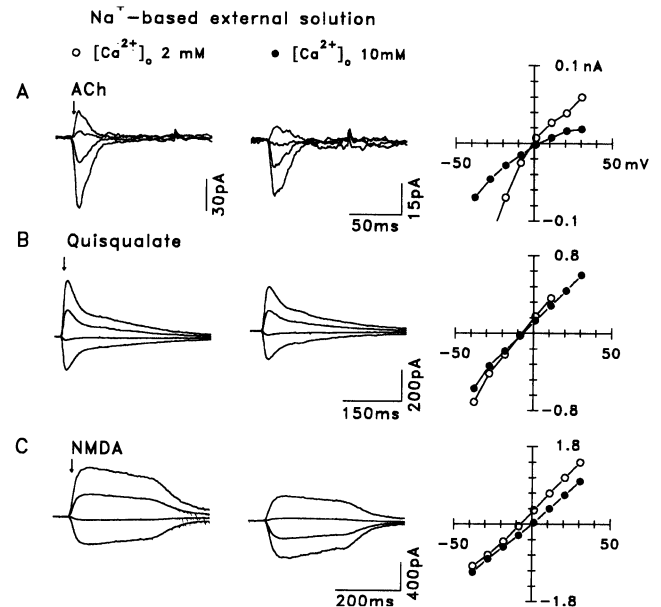 Na⁺-based external solution
○ [Ca²⁺]ₒ 2 mM ● [Ca²⁺]ₒ 10mM
A
ACh
30pA
15pA
50ms
0.1 nA
-50
50 mV
-0.1
B
Quisqualate
200pA
150ms
0.8
-50
50
-0.8
C
NMDA
400pA
200ms
1.8
-50
50
-1.8